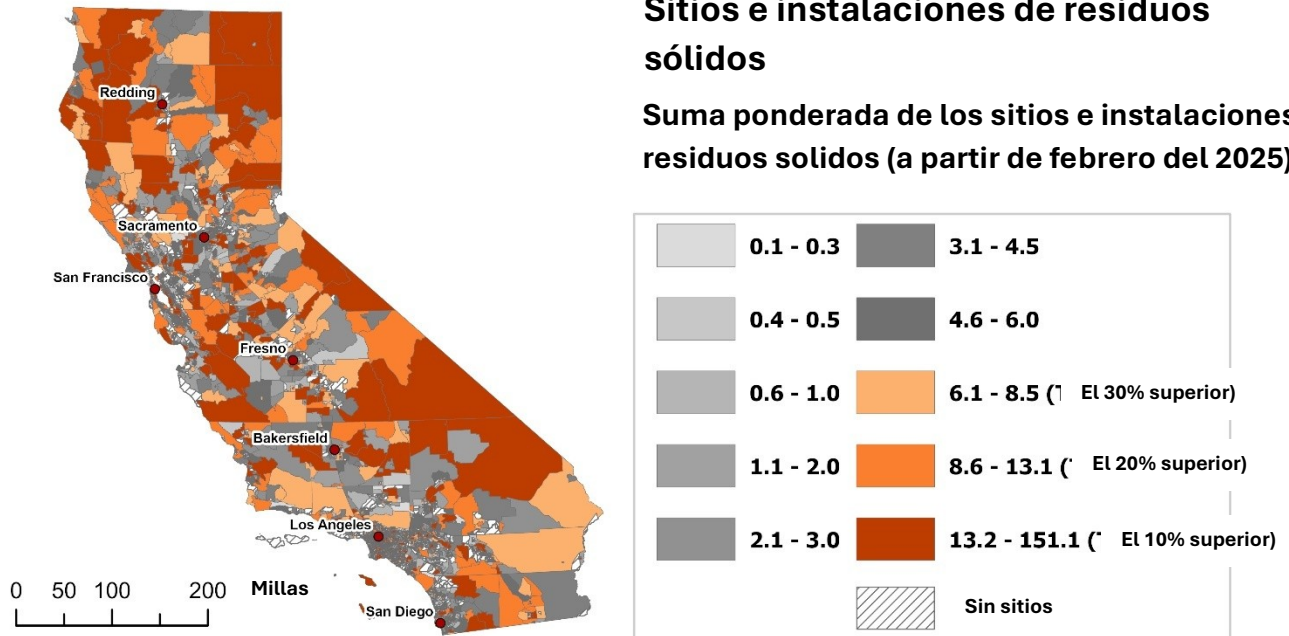 Sitios e instalaciones de residuos
sólidos
Suma ponderada de los sitios e instalaciones
residuos solidos (a partir de febrero del 2025)
Redding
Sacramento
San Francisco
Fresno
Bakersfield
Los Angeles
San Diego
0 50 100 200 Millas
0.1 - 0.3
0.4 - 0.5
0.6 - 1.0
1.1 - 2.0
2.1 - 3.0
3.1 - 4.5
4.6 - 6.0
6.1 - 8.5 ( El 30% superior)
8.6 - 13.1 ( El 20% superior)
13.2 - 151.1 ( El 10% superior)
Sin sitios